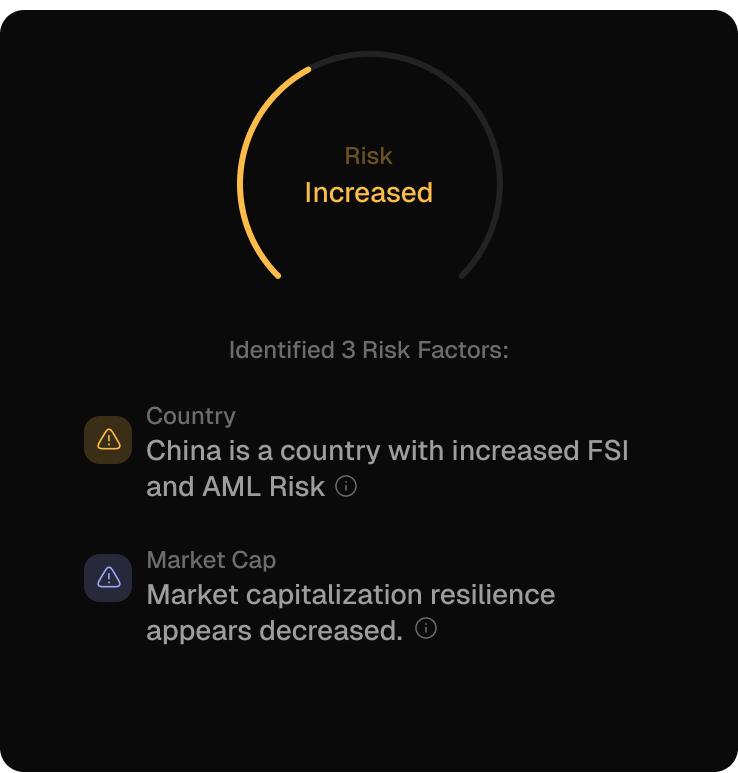 Risk
Increased
Identified 3 Risk Factors:
Country
China is a country with increased FSI
and AML Risk
Market Cap
Market capitalization resilience
appears decreased.